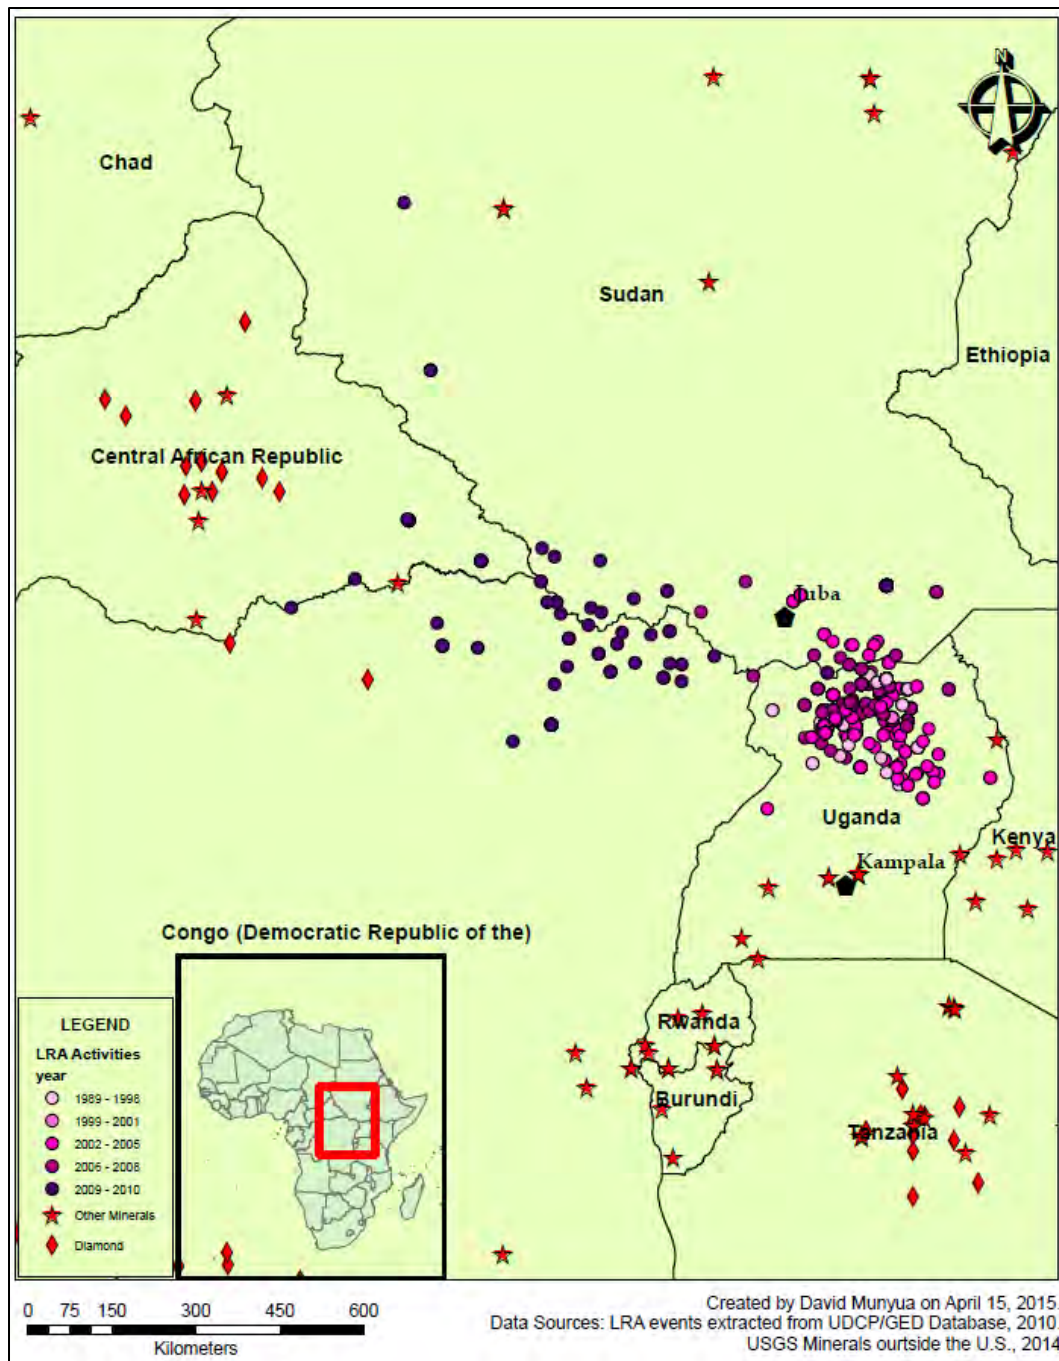 N
Chad
Sudan
Ethiopia
Central African Republic
Juba
Uganda
Kenya
Kampala
Congo (Democratic Republic of the)
Rwanda
Burundi
Tanzania
LEGEND
LRA Activities
year
1989 - 1998
1999 - 2001
2002 - 2005
2006 - 2008
2009 - 2010
Other Minerals
Diamond
0 75 150 300 450 600
Kilometers
Created by David Munyua on April 15, 2015.
Data Sources: LRA events extracted from UDCP/GED Database, 2010.
USGS Minerals ourtside the U.S., 2014